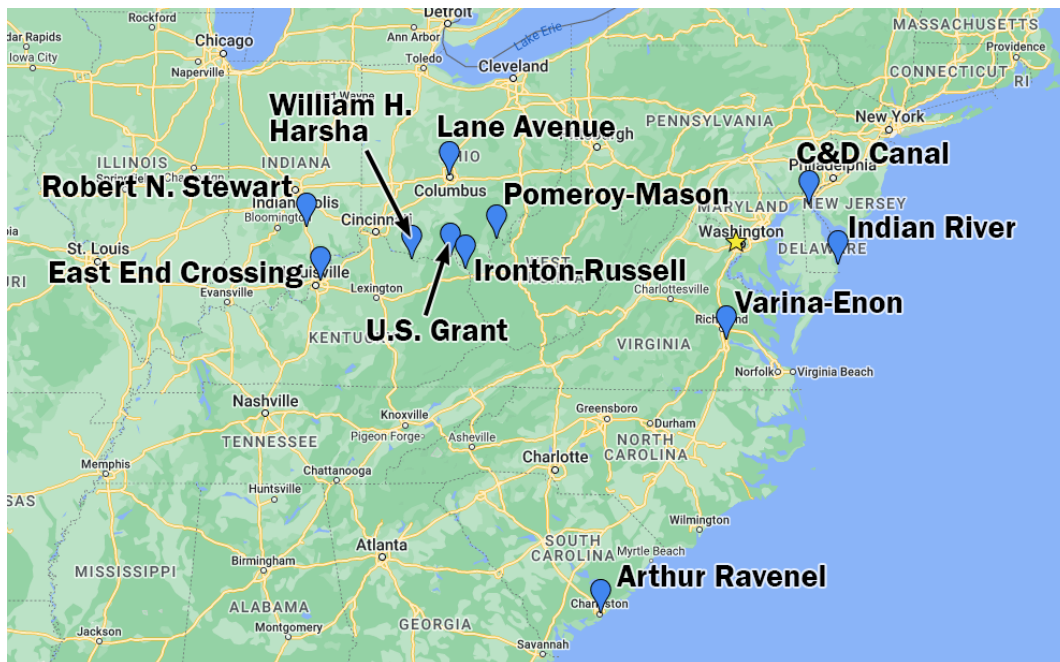 Rockford
Detroit
MASSACHUSETTS
dar Rapids
Ann Arbor
Lake Erie
Iowa City
Chicago
Naperville
Toledo
Cleveland
Providence
CONNECTICUT
RI
William H.
Harsha
Lane Avenue
PENNSYLVANIA
New York
C&D Canal
Philadelphia
ILLINOIS
INDIANA
Columbus
Robert N. Stewart
Pomeroy-Mason
MARYLAND
NEW JERSEY
Bloomington
Cincinnati
Indian River
St. Louis
Washington
DELAWARE
East End Crossing
Ironton-Russell
WEST
Evansville
Lexington
Charlottesville
Varina-Enon
U.S. Grant
KENTUCKY
VIRGINIA
Norfolk
Virginia Beach
Nashville
Knoxville
Greensboro
Durham
TENNESSEE
Pigeon Forge
Asheville
NORTH
CAROLINA
Memphis
Charlotte
Chattanooga
Huntsville
Wilmington
Atlanta
SOUTH
CAROLINA
Myrtle Beach
Birmingham
MISSISSIPPI
Arthur Ravenel
ALABAMA
Montgomery
GEORGIA
Jackson
Savannah